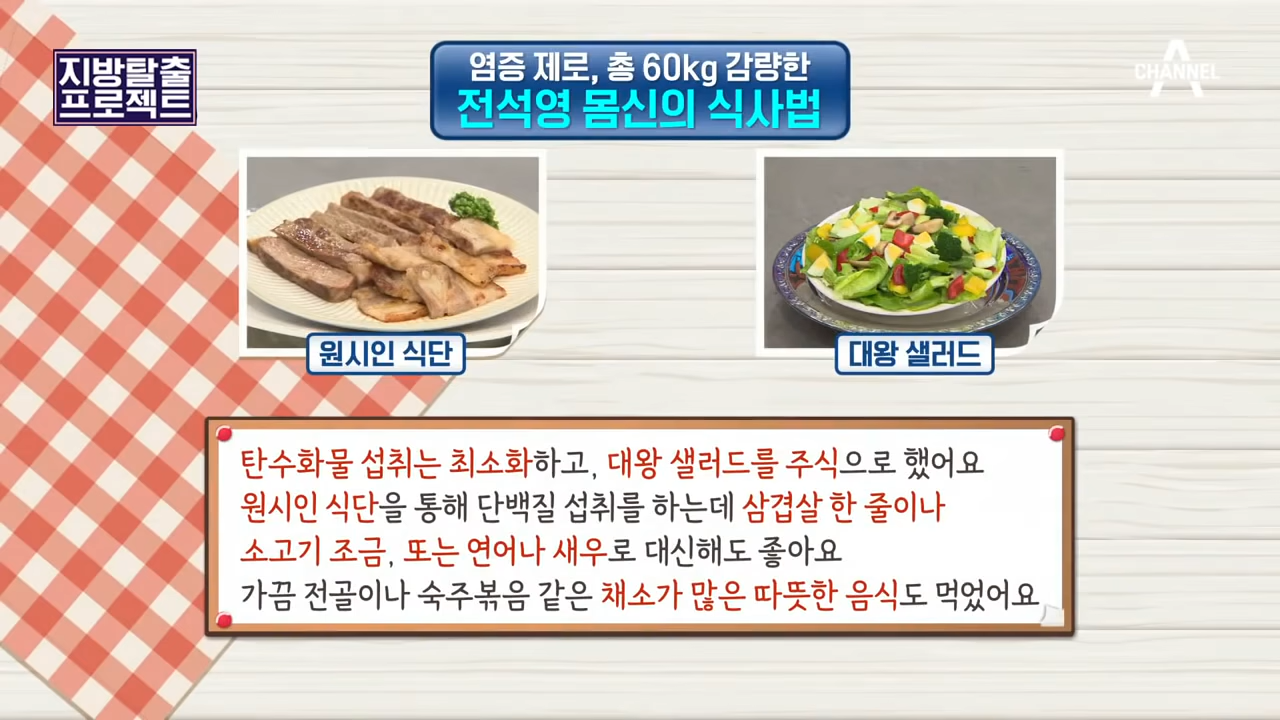 지방탈출
프로젝트
염증 제로, 총 60kg 감량한
전석영 몸신의 식사법
CHANNEL A
원시인 식단
대왕 샐러드
탄수화물 섭취는 최소화하고, 대왕 샐러드를 주식으로 했어요
원시인 식단을 통해 단백질 섭취를 하는데 삼겹살 한 줄이나
소고기 조금, 또는 연어나 새우로 대신해도 좋아요
가끔 전골이나 숙주볶음 같은 채소가 많은 따뜻한 음식도 먹었어요